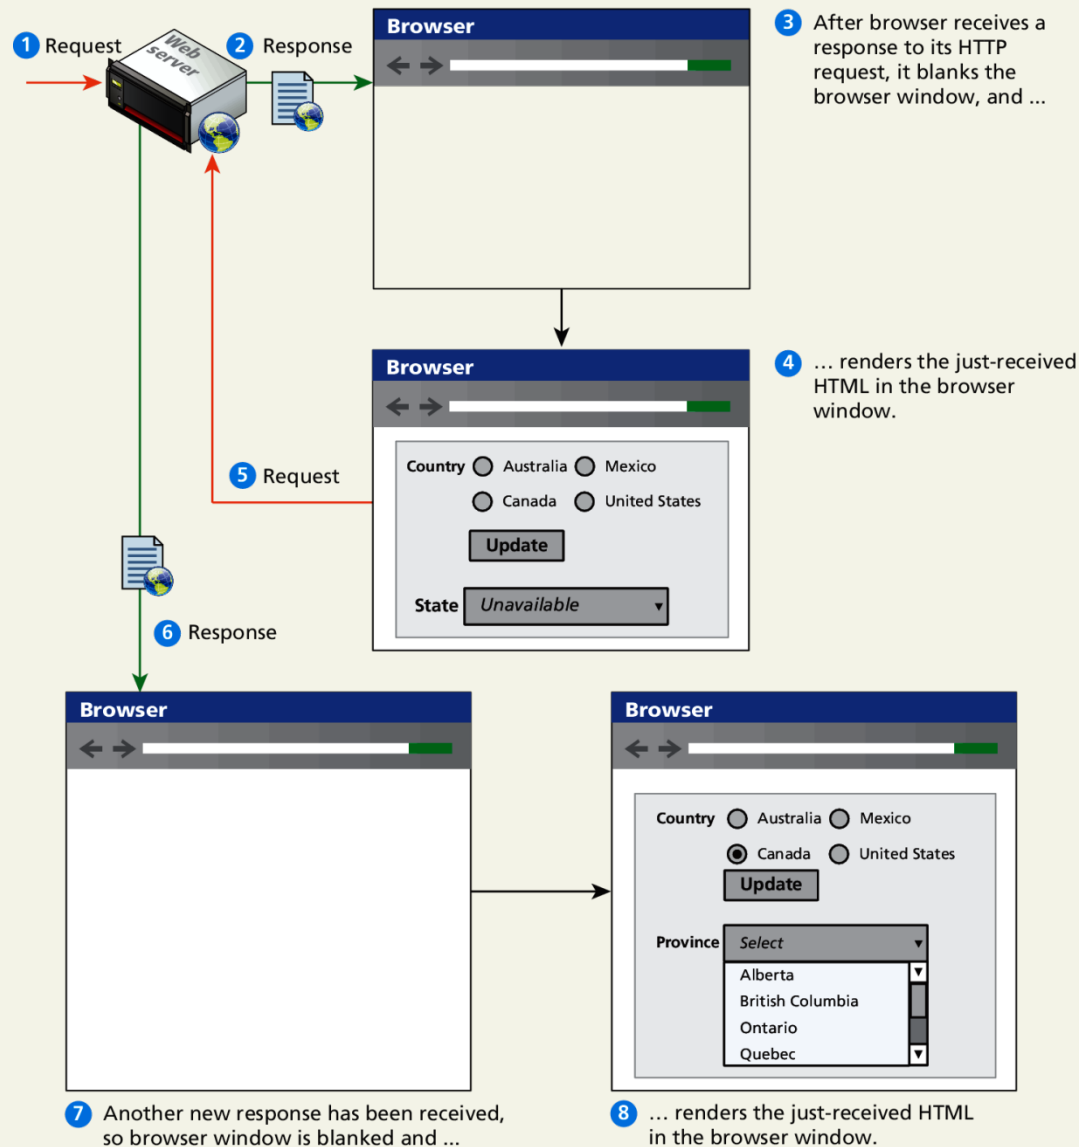 1 Request
Web
server
2 Response
Browser
3 After browser receives a
response to its HTTP
request, it blanks the
browser window, and ...
Browser
4 ... renders the just-received
HTML in the browser
window.
Country Australia Mexico
Canada United States
Update
State Unavailable
5 Request
6 Response
Browser
7 Another new response has been received,
so browser window is blanked and ...
Browser
Country Australia Mexico
Canada United States
Update
Province Select
Alberta
British Columbia
Ontario
Quebec
8 ... renders the just-received HTML
in the browser window.